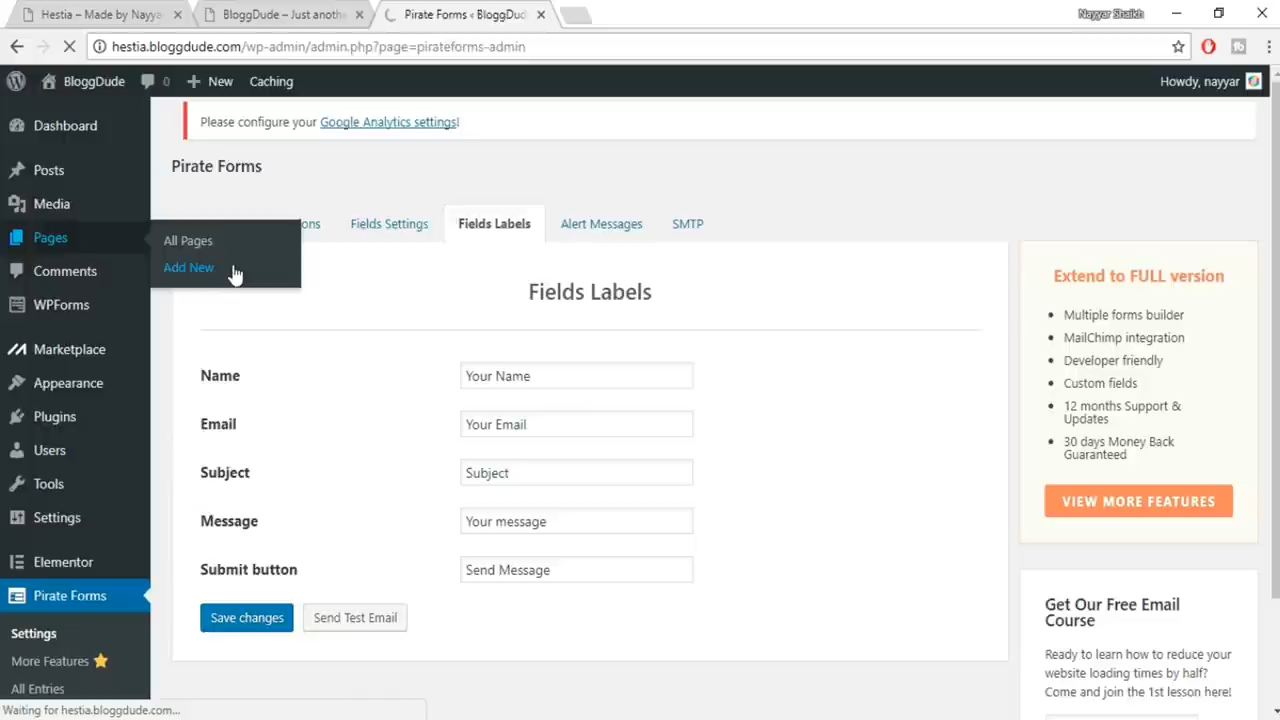 Hestia – Made by Nayya
BloggDude – Just anoth
Pirate Forms ‹ BloggDud
Nayyar Shaikh
hestia.bloggdude.com/wp-admin/admin.php?page=pirateforms-admin
BloggDude
0
New
Caching
Howdy, nayyar
Dashboard
Posts
Media
Pages
Comments
WPForms
Marketplace
Appearance
Plugins
Users
Tools
Settings
Elementor
Pirate Forms
Settings
More Features
All Entries
All Pages
Add New
Please configure your Google Analytics settings!
Pirate Forms
ons
Fields Settings
Fields Labels
Alert Messages
SMTP
Fields Labels
Name
Your Name
Email
Your Email
Subject
Subject
Message
Your message
Submit button
Send Message
Save changes
Send Test Email
Extend to FULL version
Multiple forms builder
MailChimp integration
Developer friendly
Custom fields
12 months Support &
Updates
30 days Money Back
Guaranteed
VIEW MORE FEATURES
Get Our Free Email
Course
Ready to learn how to reduce your
website loading times by half?
Come and join the 1st lesson here!
Waiting for hestia.bloggdude.com...